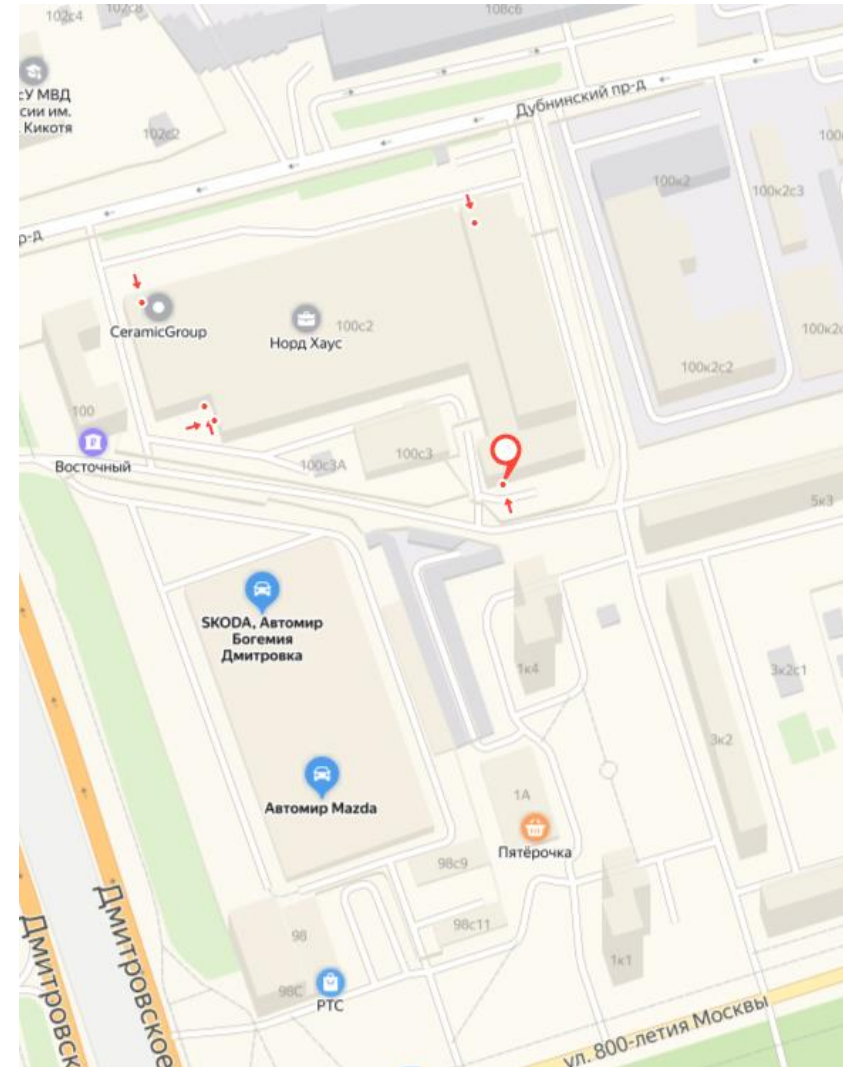 102с4
102с8
108с6
СУ МВД
сии им.
Кикотя
102с2
Дубнинский пр-д
100к2
100к2с3
р-д
CeramicGroup
Норд Хаус
100с2
100к2с2
100
Восточный
100с3А
100с3
5к3
SKODA, Автомир
Богемия
Дмитровка
1к4
3к2с1
3к2
Автомир Mazda
1А
Пятёрочка
98с9
98с11
98
98С
РТС
1к1
Дмитровское
Дмитровск
ул. 800-летия Москвы